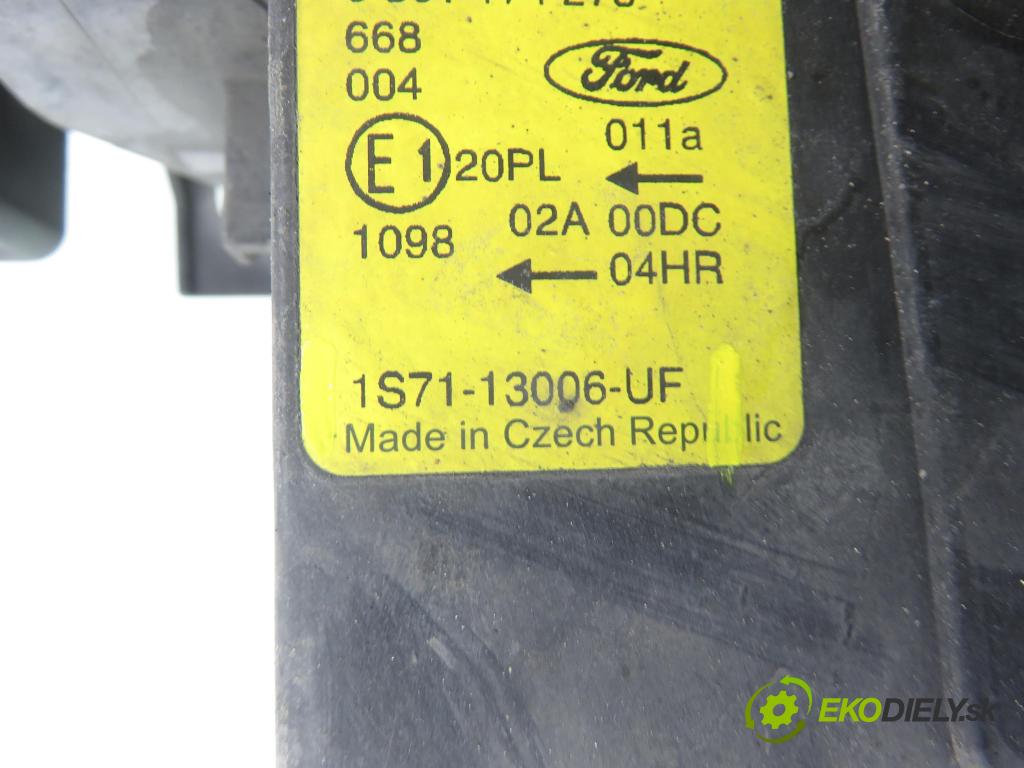 668
Ford
004
011a
E1 20PL ←
1098
02A 00DC
← 04HR
1S71-13006-UF
Made in Czech Republic
EKODIELY.sk